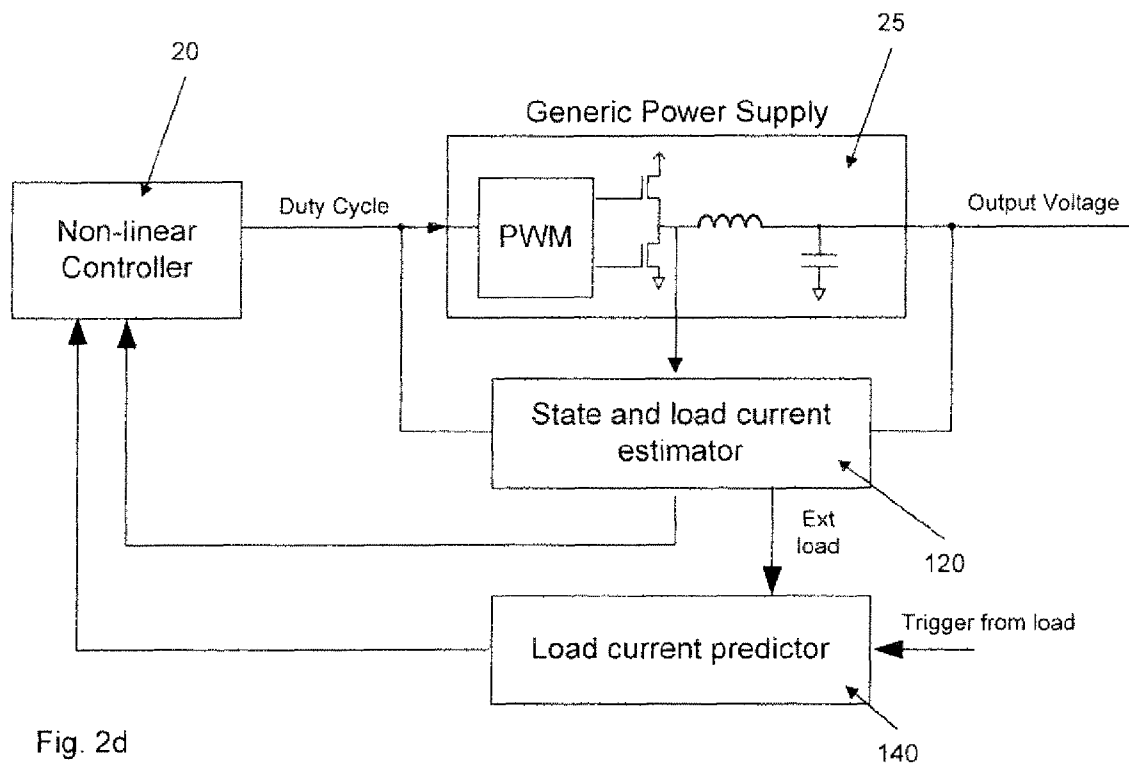 25
20
Generic Power Supply
Non-linear
Controller
Duty Cycle
PWM
Output Voltage
State and load current
estimator
Ext
load
120
Load current predictor
Trigger from load
140
Fig. 2d